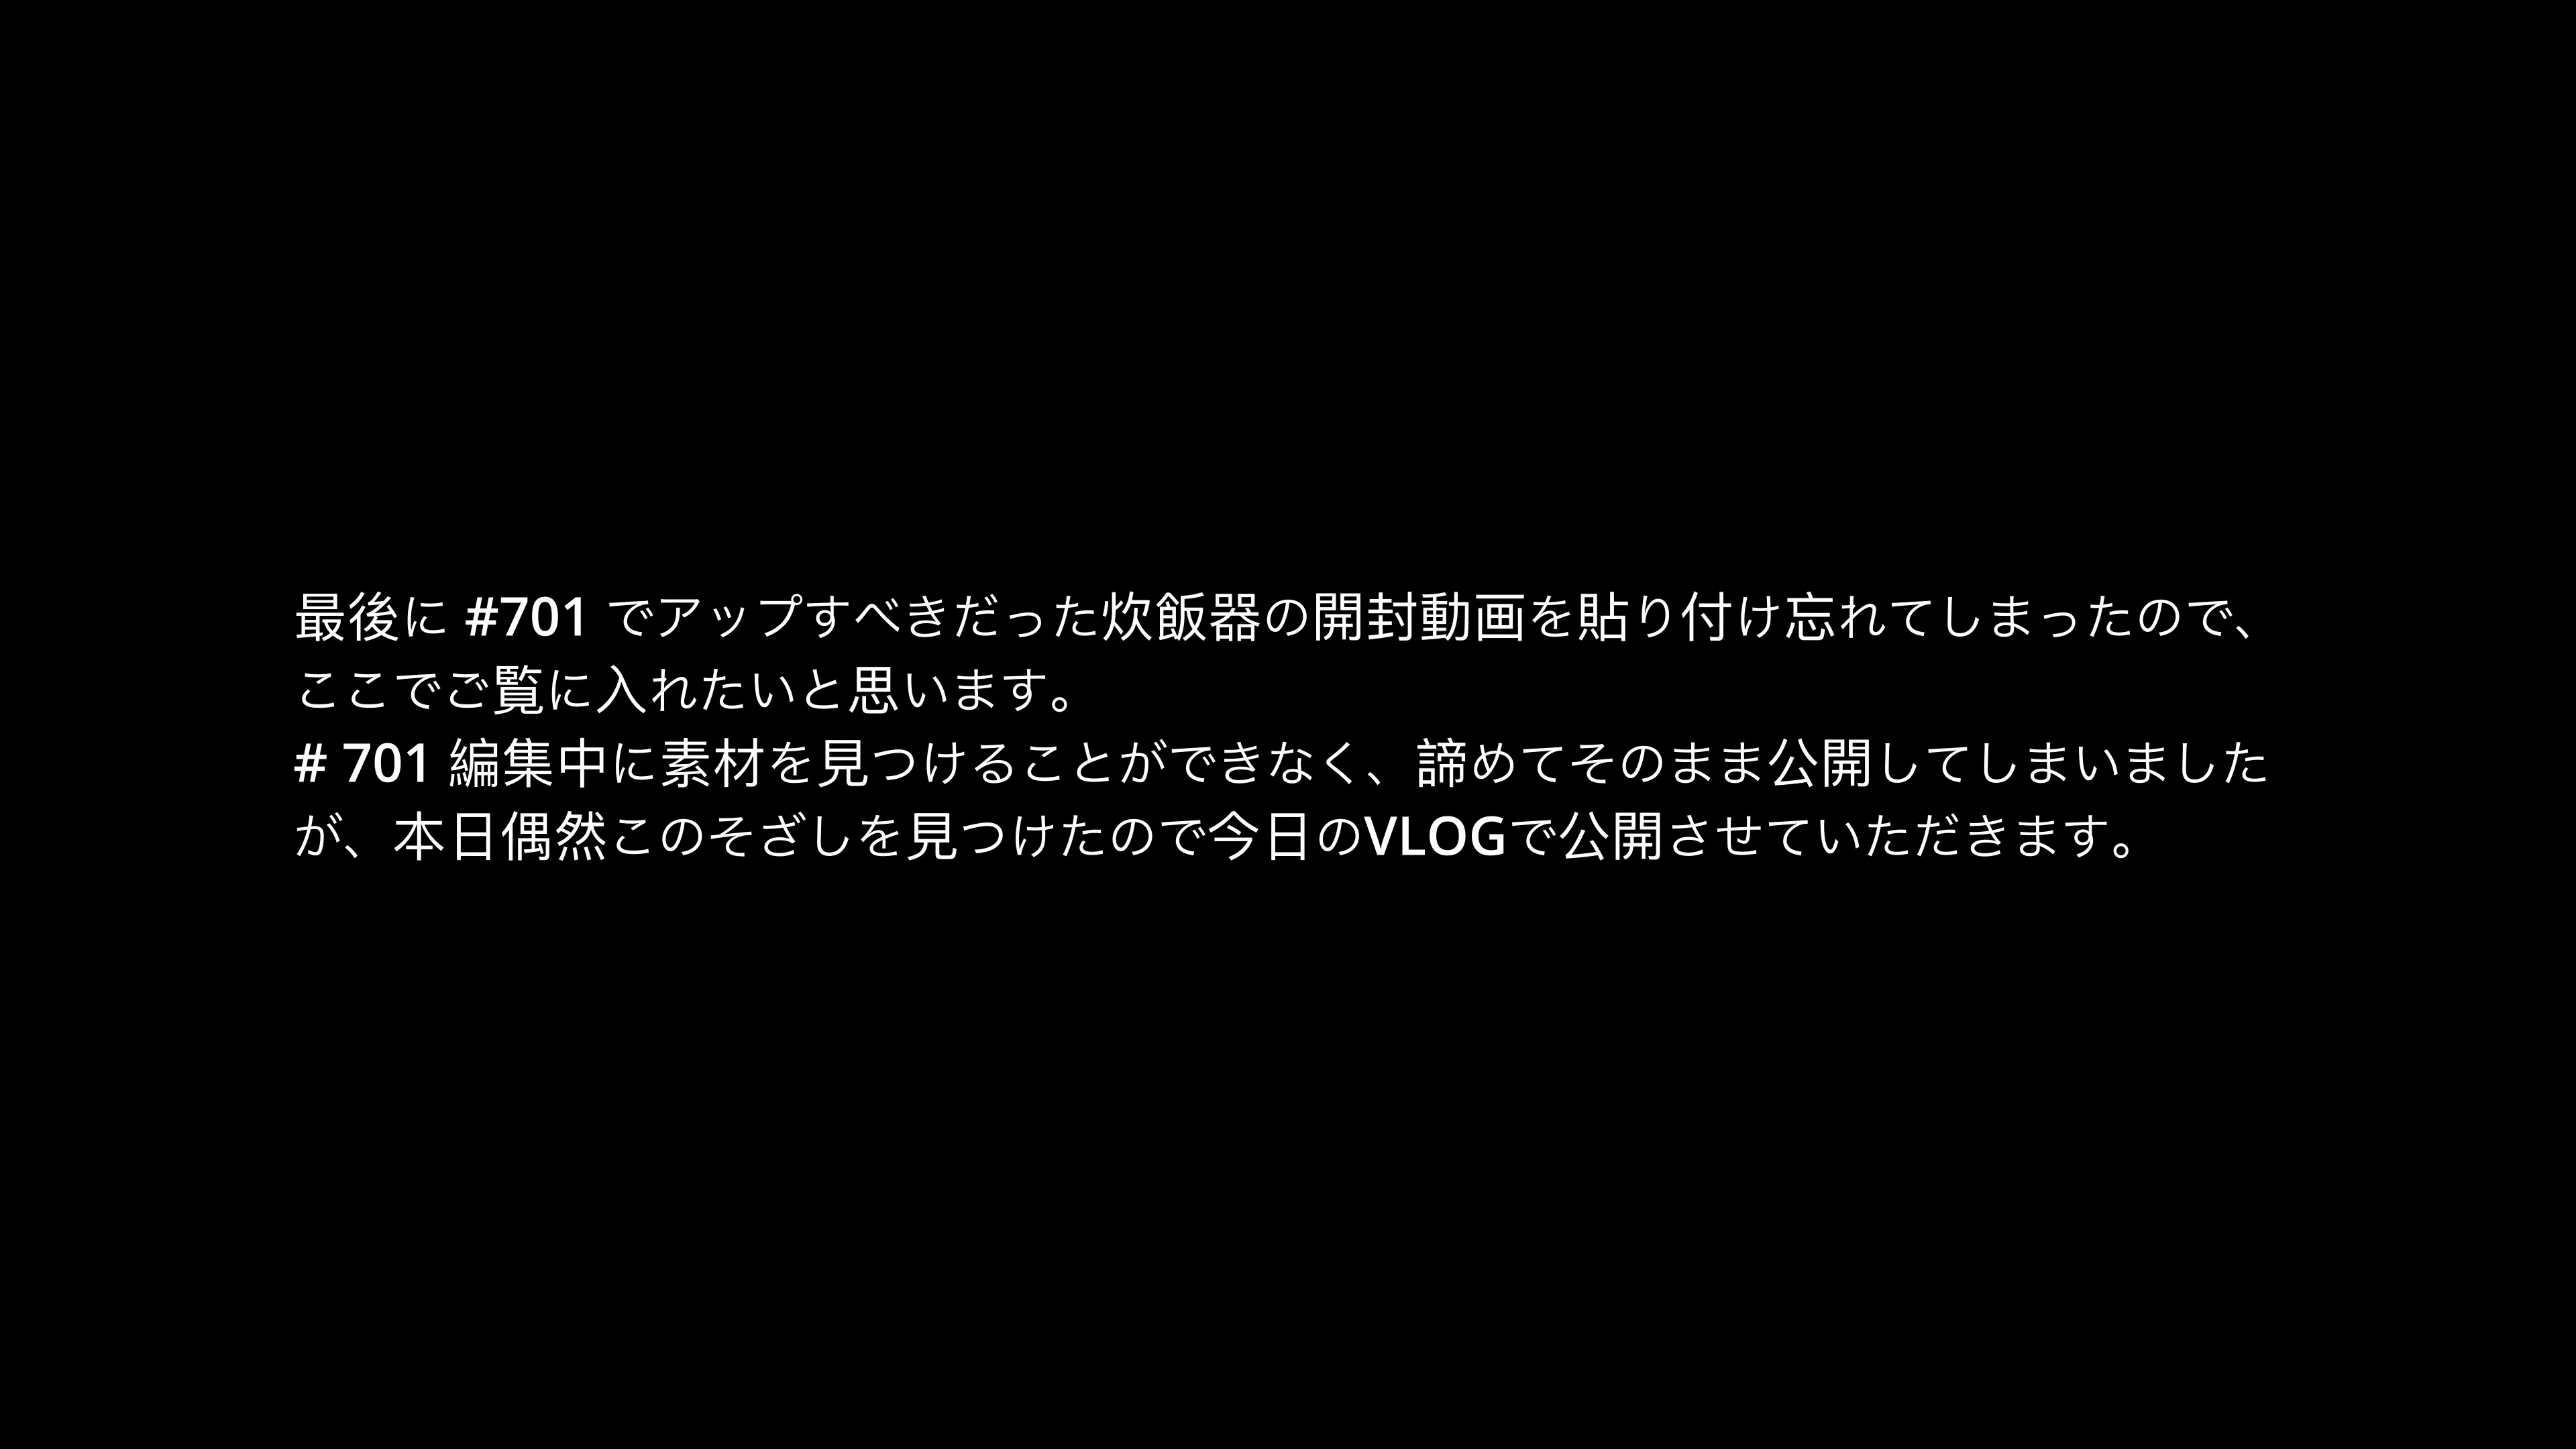 最後に #701 でアップすべきだった炊飯器の開封動画を貼り付け忘れてしまったので、
ここでご覧に入れたいと思います。
# 701 編集中に素材を見つけることができなく、諦めてそのまま公開してしまいました
が、本日偶然このそざしを見つけたので今日のVLOGで公開させていただきます。